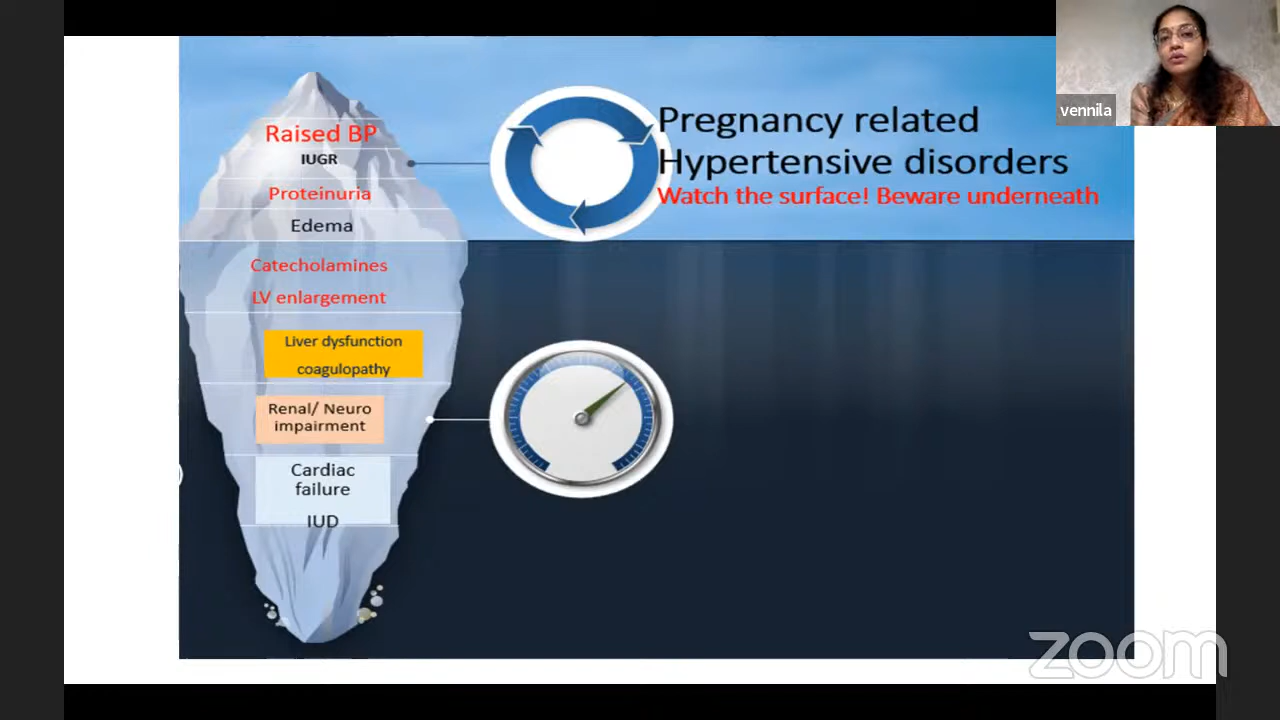 vennila
Pregnancy related
Hypertensive disorders
Watch the surface! Beware underneath
Raised BP
IUGR
Proteinuria
Edema
Catecholamines
LV enlargement
Liver dysfunction
coagulopathy
Renal/ Neuro
impairment
Cardiac
failure
IUD
zoom